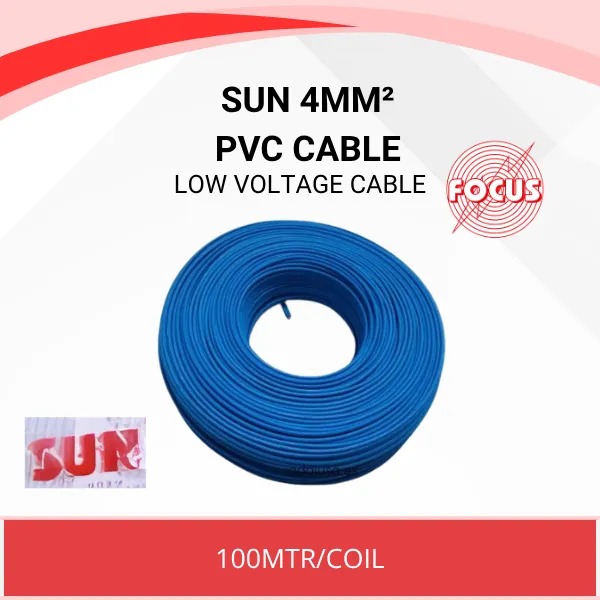 SUN 4MM²
PVC CABLE
LOW VOLTAGE CABLE
FOCUS
SUN
100MTR/COIL